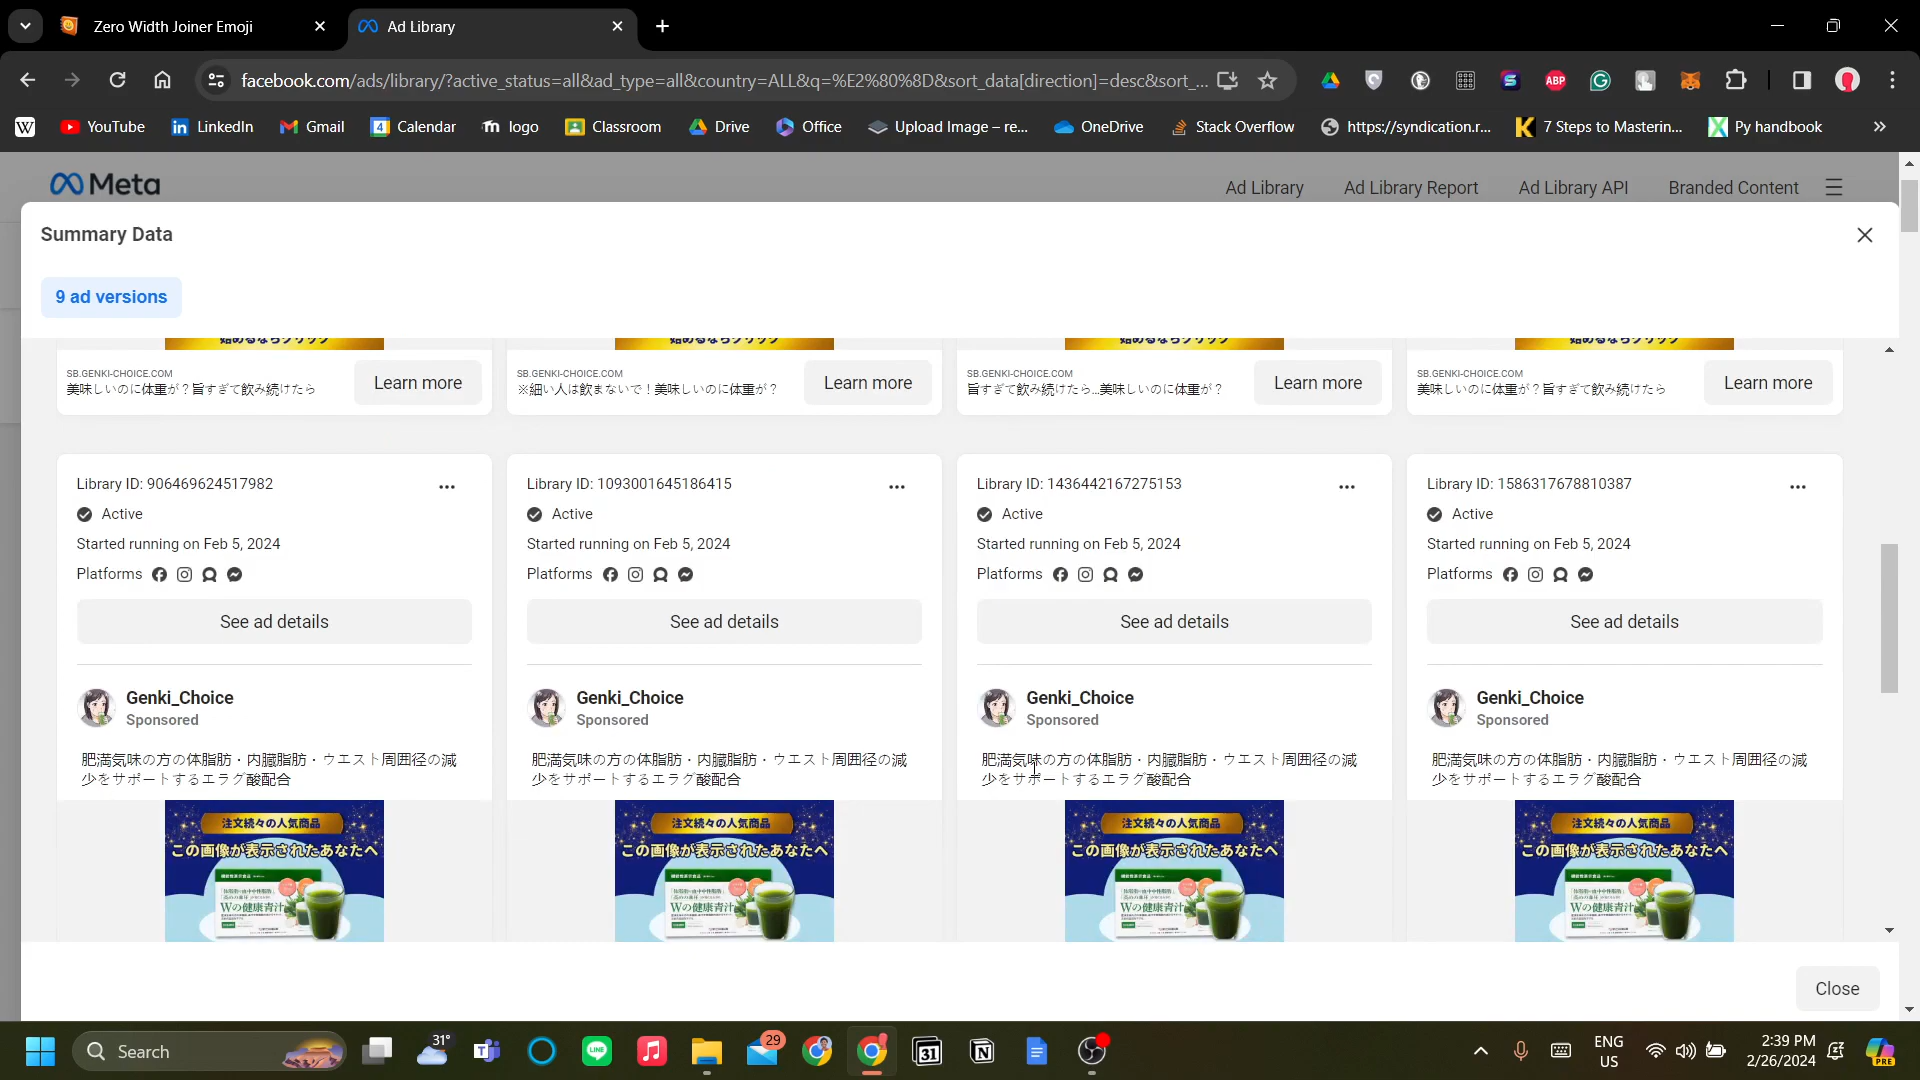 Zero Width Joiner Emoji
Ad Library
facebook.com/ads/library/?active_status=all&ad_type=all&country=ALL&q=%E2%80%8D&sort_data[direction]=desc&sort_...
YouTube
LinkedIn
Gmail
Calendar
logo
Classroom
Drive
Office
Upload Image – re...
OneDrive
Stack Overflow
https://syndication.r...
7 Steps to Masterin...
Py handbook
Meta
Ad Library
Ad Library Report
Ad Library API
Branded Content
Summary Data
9 ad versions
SB.GENKI-CHOICE.COM
美味しいのに体重が？旨すぎて飲み続けたら
Learn more
SB.GENKI-CHOICE.COM
※細い人は飲まないで！美味しいのに体重が？
Learn more
SB.GENKI-CHOICE.COM
旨すぎて飲み続けたら...美味しいのに体重が？
Learn more
SB.GENKI-CHOICE.COM
美味しいのに体重が？旨すぎて飲み続けたら
Learn more
Library ID: 906469624517982
Active
Started running on Feb 5, 2024
Platforms
See ad details
Genki_Choice
Sponsored
肥満気味の方の体脂肪・内臓脂肪・ウエスト周囲径の減
少をサポートするエラグ酸配合
注文続々の人気商品
この画像が表示されたあなたへ
Wの健康青汁
Library ID: 1093001645186415
Active
Started running on Feb 5, 2024
Platforms
See ad details
Genki_Choice
Sponsored
肥満気味の方の体脂肪・内臓脂肪・ウエスト周囲径の減
少をサポートするエラグ酸配合
注文続々の人気商品
この画像が表示されたあなたへ
Wの健康青汁
Library ID: 1436442167275153
Active
Started running on Feb 5, 2024
Platforms
See ad details
Genki_Choice
Sponsored
肥満気味の方の体脂肪・内臓脂肪・ウエスト周囲径の減
少をサポートするエラグ酸配合
注文続々の人気商品
この画像が表示されたあなたへ
Wの健康青汁
Library ID: 1586317678810387
Active
Started running on Feb 5, 2024
Platforms
See ad details
Genki_Choice
Sponsored
肥満気味の方の体脂肪・内臓脂肪・ウエスト周囲径の減
少をサポートするエラグ酸配合
注文続々の人気商品
この画像が表示されたあなたへ
Wの健康青汁
Close
Search
31°
29
ENG
US
2:39 PM
2/26/2024